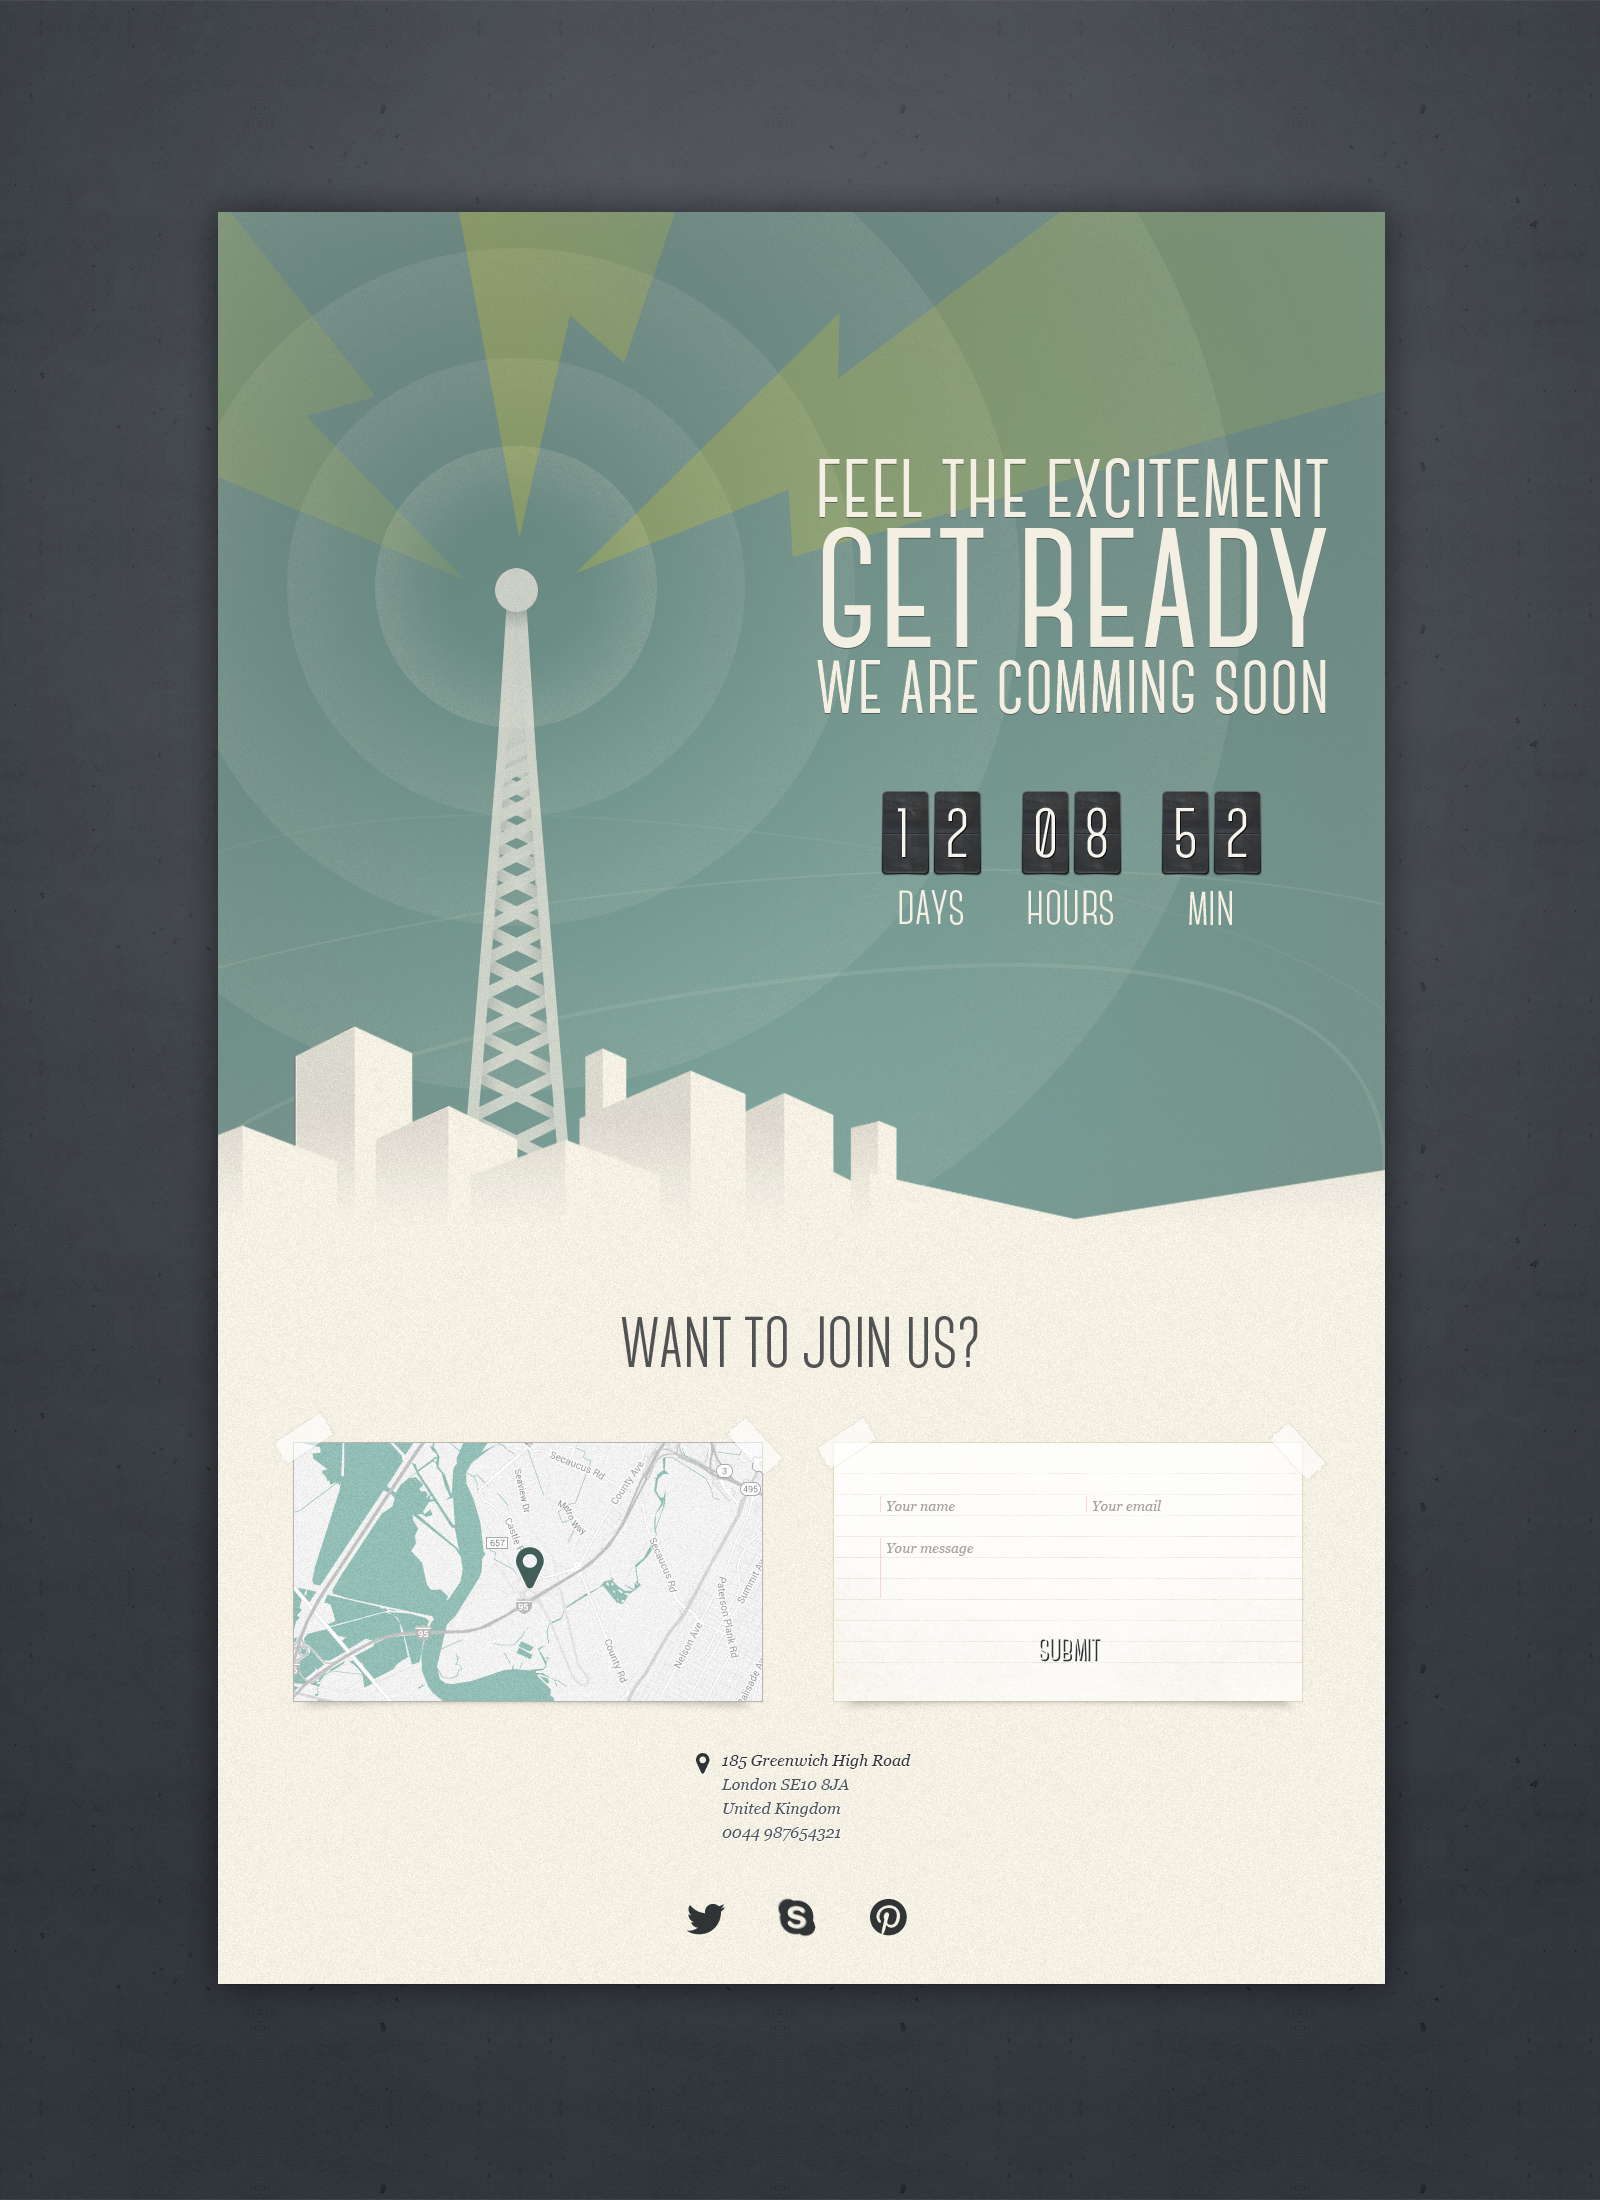 FEEL THE EXCITEMENT
GET READY
WE ARE COMMING SOON
12 08 52
DAYS HOURS MIN
WANT TO JOIN US?
Secaucus Rd
County Ave
Seaview Dr
Metro Way
Castle
3
495
657
Secaucus Rd
Summit
Paterson Plank Rd
95
95
Nelson Ave
County Rd
Your name Your email
Your message
SUBMIT
185 Greenwich High Road
London SE10 8JA
United Kingdom
0044 987654321